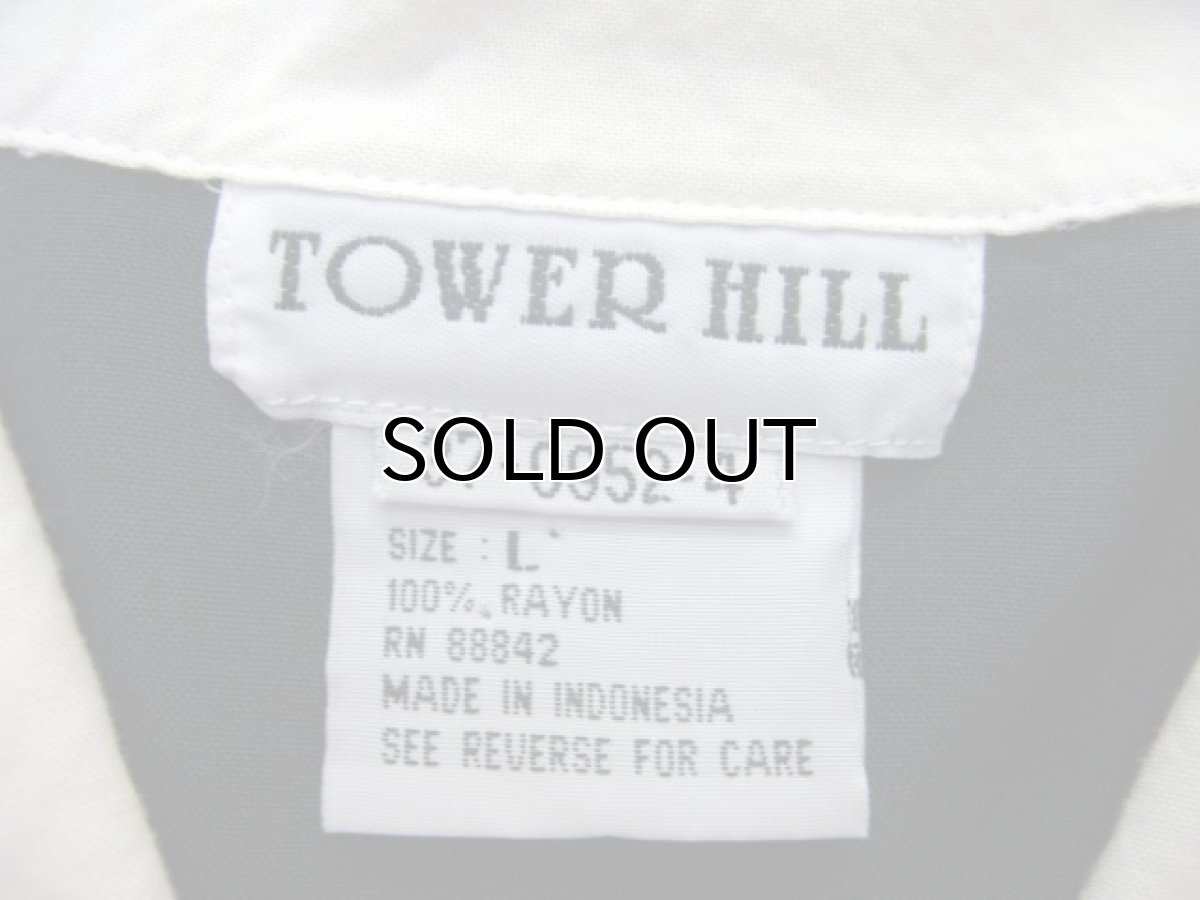 TOWER HILL
SOLD OUT
SIZE : L
100% RAYON
RN 88842
MADE IN INDONESIA
SEE REVERSE FOR CARE